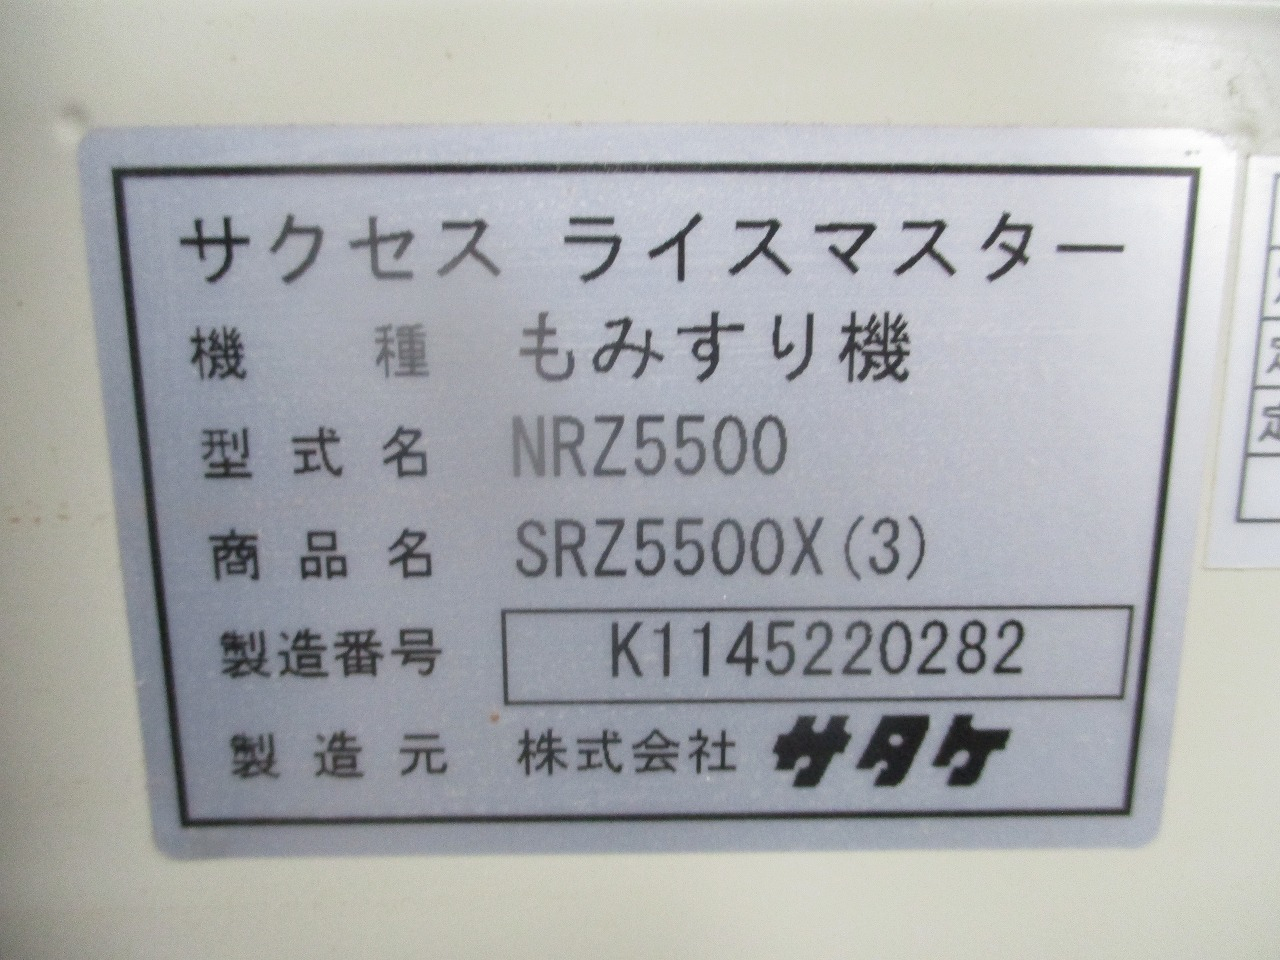 サクセス ライスマスター
機種 もみすり機
型式名 NRZ5500
商品名 SRZ5500X(3)
製造番号 K1145220282
製造元 株式会社 サタケ
定
定